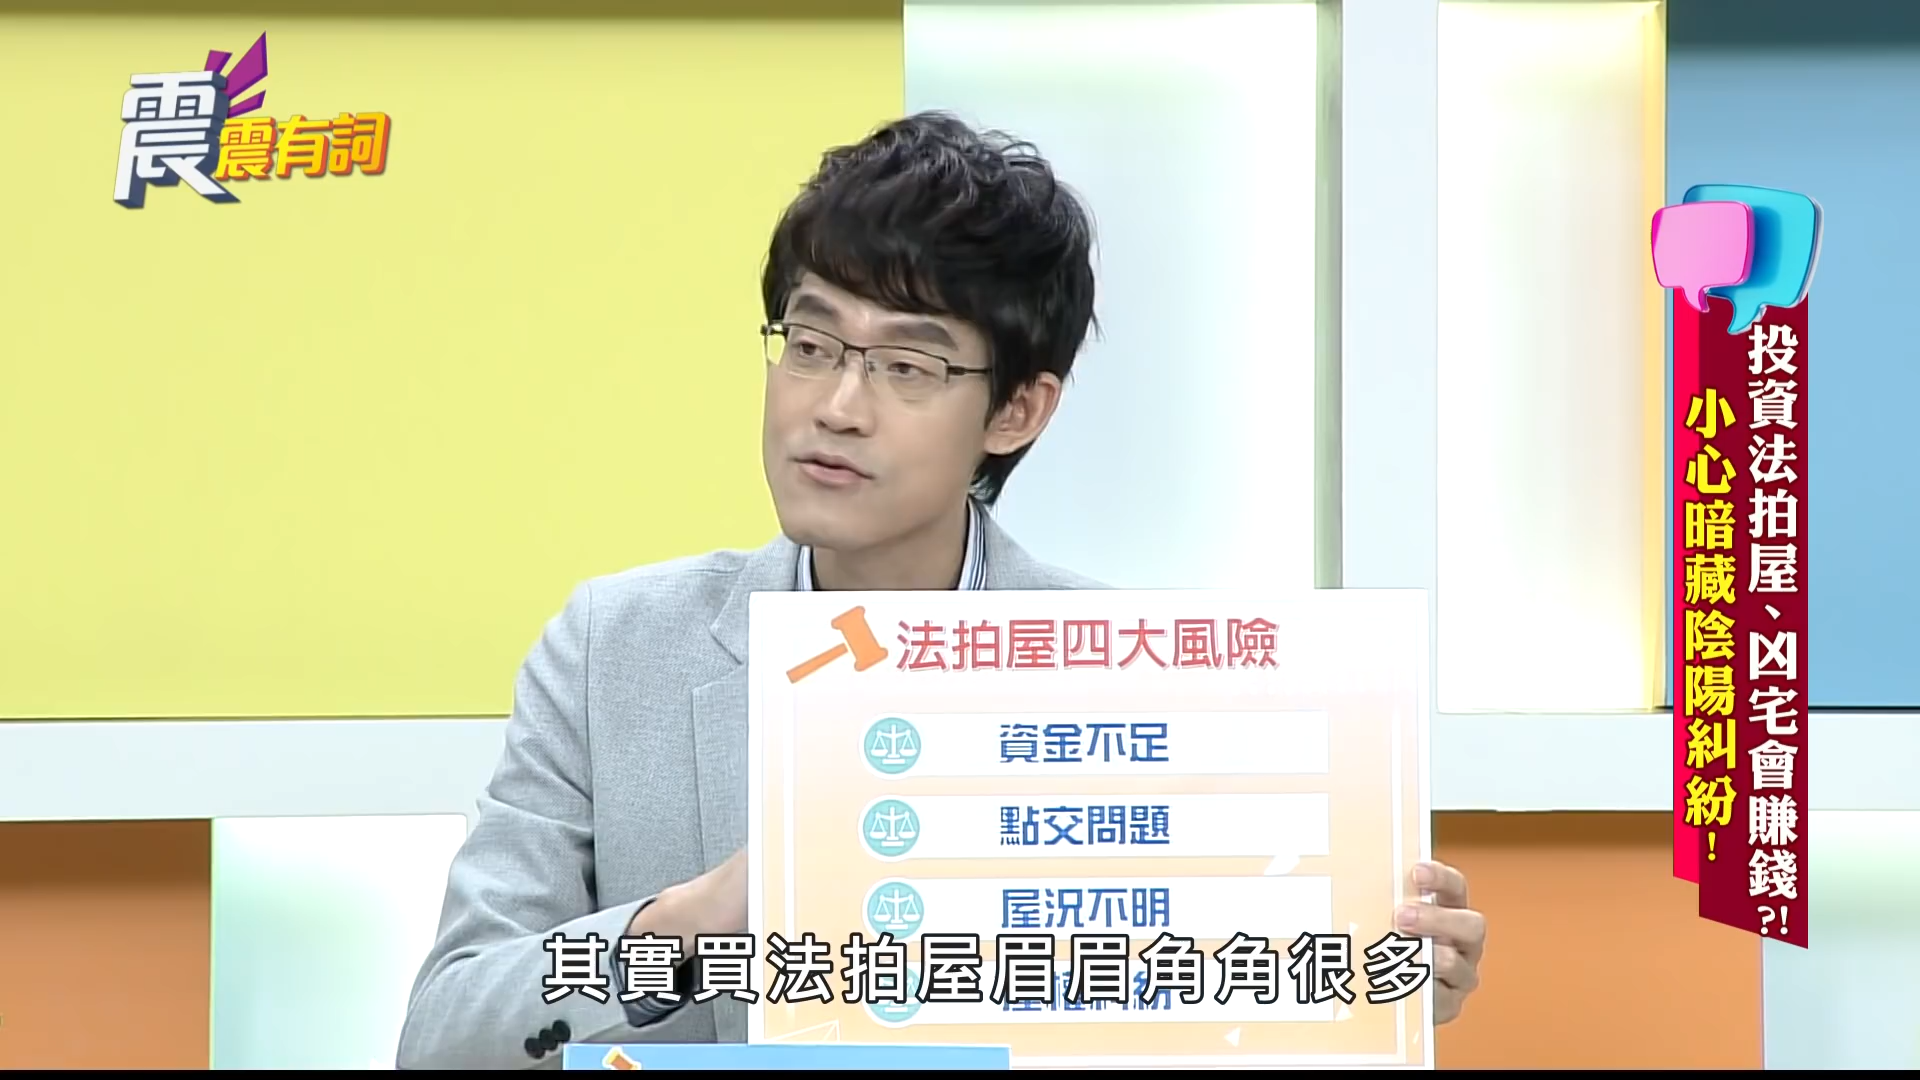 震震有詞
投資法拍屋、凶宅會賺錢?!
小心暗藏陰陽糾紛!
法拍屋四大風險
資金不足
點交問題
屋況不明
其實買法拍屋眉眉角角很多